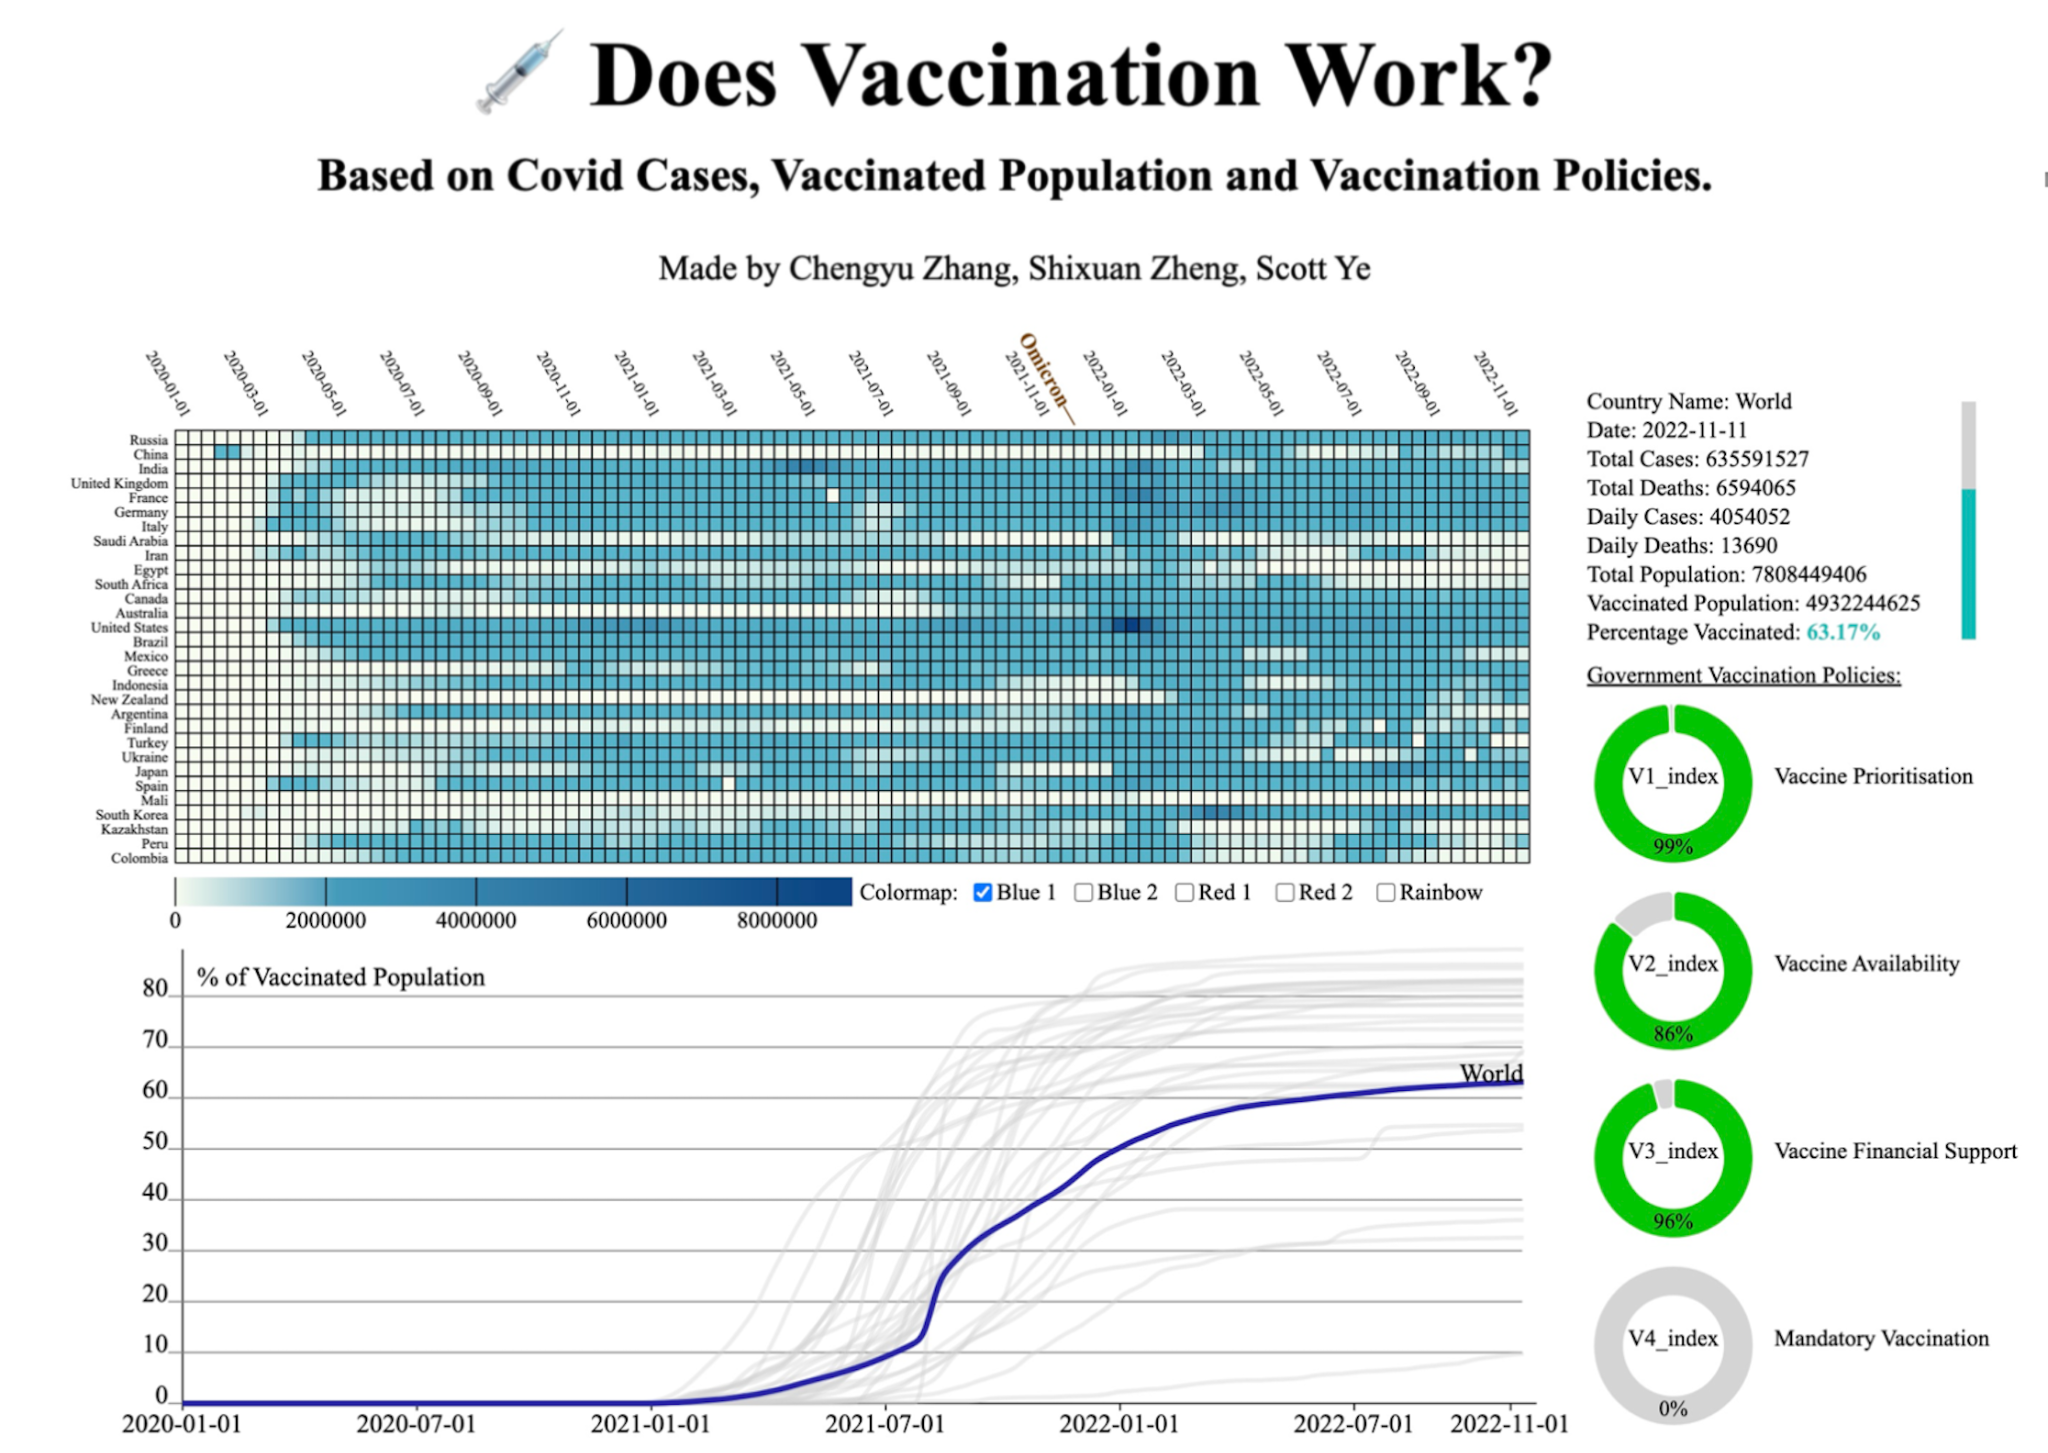 Does Vaccination Work?
Based on Covid Cases, Vaccinated Population and Vaccination Policies.
Made by Chengyu Zhang, Shixuan Zheng, Scott Ye
2020-01-01
2020-03-01
2020-05-01
2020-07-01
2020-09-01
2020-11-01
2021-01-01
2021-03-01
2021-05-01
2021-07-01
2021-09-01
2021-11-01
Omicron
2022-01-01
2022-03-01
2022-05-01
2022-07-01
2022-09-01
2022-11-01
Russia
China
India
United Kingdom
France
Germany
Italy
Saudi Arabia
Iran
Egypt
South Africa
Canada
Australia
United States
Brazil
Mexico
Greece
Indonesia
New Zealand
Argentina
Finland
Turkey
Ukraine
Japan
Spain
Mali
South Korea
Kazakhstan
Peru
Colombia
0 2000000 4000000 6000000 8000000
Colormap: Blue 1 Blue 2 Red 1 Red 2 Rainbow
% of Vaccinated Population
80
70
60
50
40
30
20
10
0
World
2020-01-01 2020-07-01 2021-01-01 2021-07-01 2022-01-01 2022-07-01 2022-11-01
Country Name: World
Date: 2022-11-11
Total Cases: 635591527
Total Deaths: 6594065
Daily Cases: 4054052
Daily Deaths: 13690
Total Population: 7808449406
Vaccinated Population: 4932244625
Percentage Vaccinated: 63.17%
Government Vaccination Policies:
V1_index Vaccine Prioritisation
99%
V2_index Vaccine Availability
86%
V3_index Vaccine Financial Support
96%
V4_index Mandatory Vaccination
0%